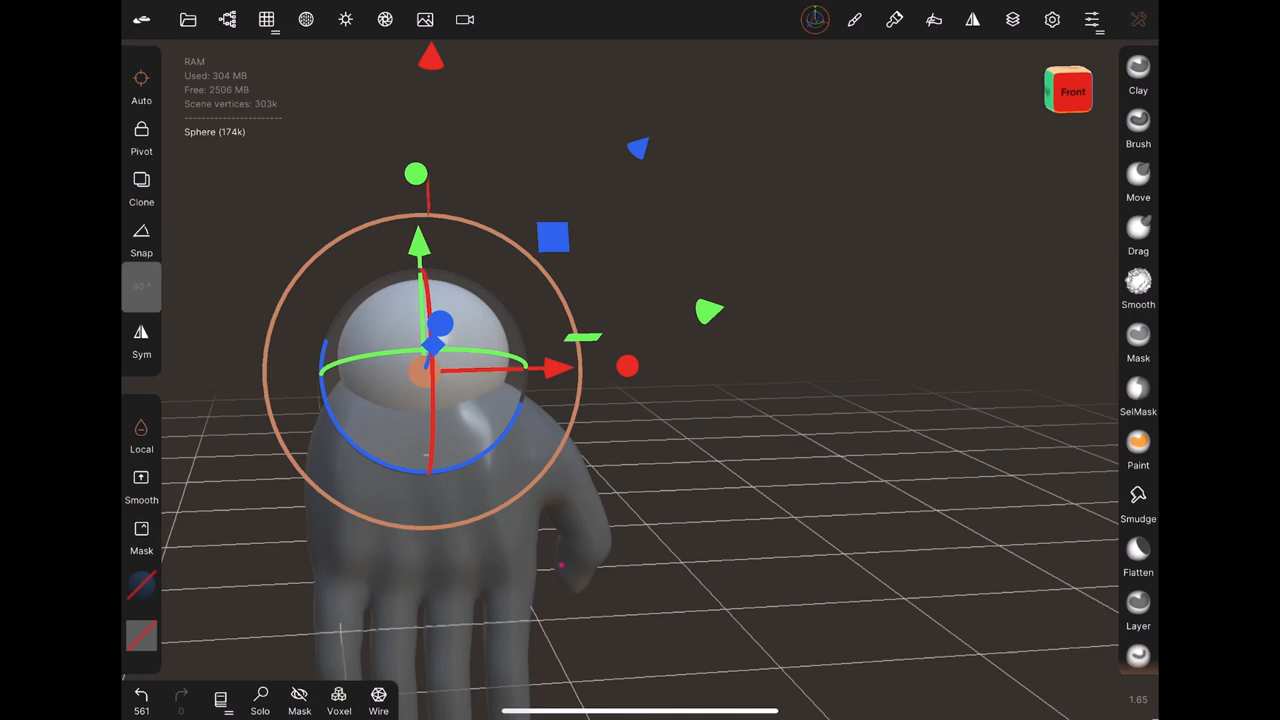 RAM
Used: 304 MB
Free: 2506 MB
Scene vertices: 303k
Sphere (174k)
Front
Auto
Pivot
Clone
Snap
90 °
Sym
Local
Smooth
Mask
561
0
Solo
Mask
Voxel
Wire
Clay
Brush
Move
Drag
Smooth
Mask
SelMask
Paint
Smudge
Flatten
Layer
1.65